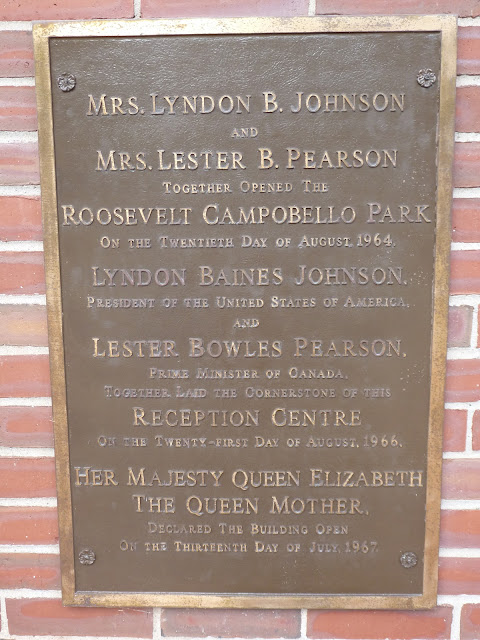 Mrs. Lyndon B. Johnson
and
Mrs. Lester B. Pearson
Together Opened The
Roosevelt Campobello Park
On the Twentieth Day of August, 1964.
Lyndon Baines Johnson,
President of the United States of America,
and
Lester Bowles Pearson,
Prime Minister of Canada,
Together Laid the Cornerstone of this
Reception Centre
On the Twenty-first Day of August, 1966.
Her Majesty Queen Elizabeth
The Queen Mother,
Declared The Building Open
On the Thirteenth Day of July, 1967.